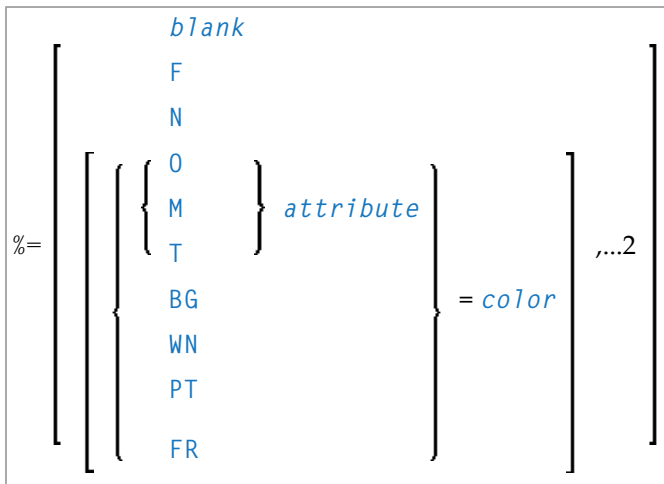 blank
F
N
O
M attribute
%= T ,...2
BG = color
WN
PT
FR